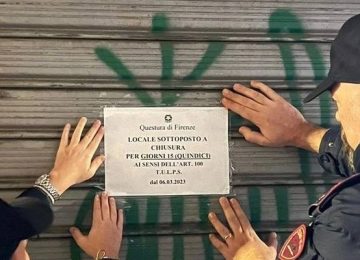 Questura di Firenze
LOCALE SOTTOPOSTO A
CHIUSURA
PER GIORNI 15 (QUINDICI)
AI SENSI DELL'ART. 100
T.U.L.P.S.
dal 06.03.2023